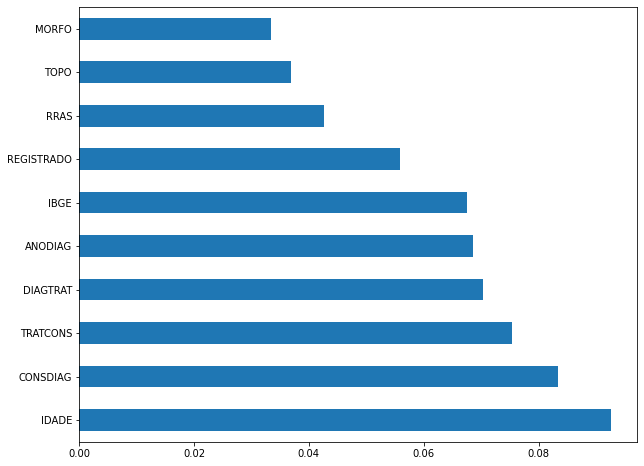 MORFO
TOPO
RRAS
REGISTRADO
IBGE
ANODIAG
DIAGTRAT
TRATCONS
CONSDIAG
IDADE
0.00 0.02 0.04 0.06 0.08